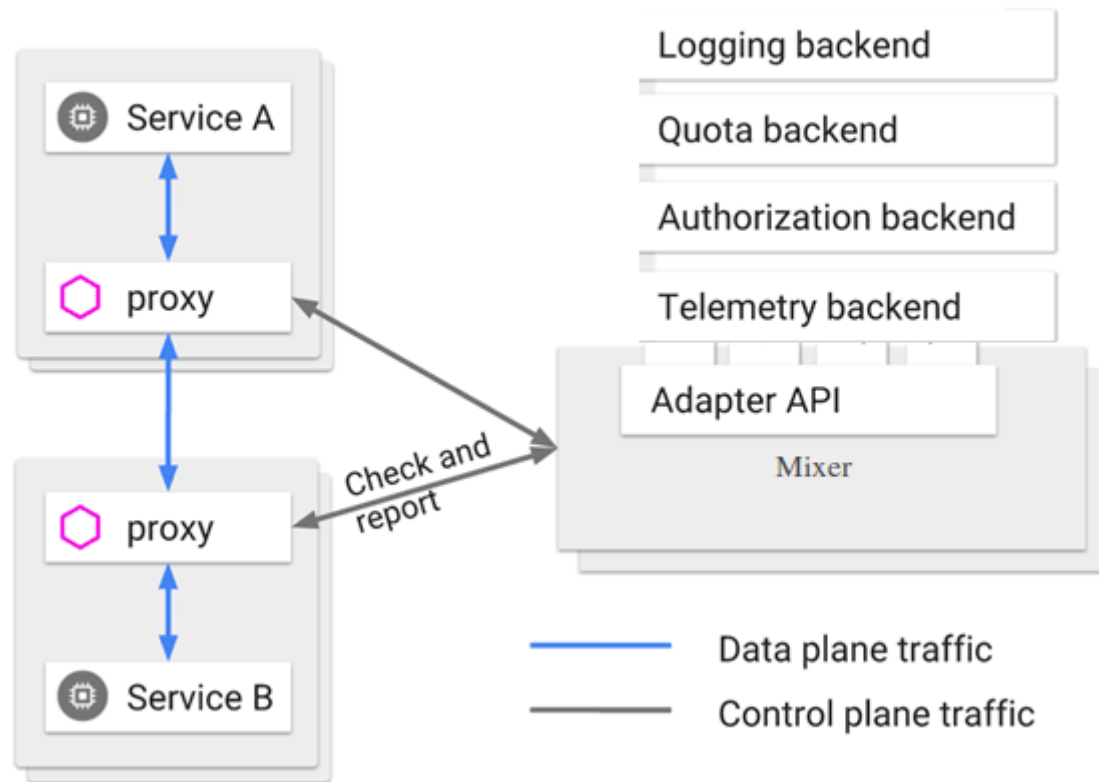 Logging backend
Quota backend
Authorization backend
Telemetry backend
Adapter API
Mixer
Service A
proxy
Check and
report
proxy
Service B
Data plane traffic
Control plane traffic